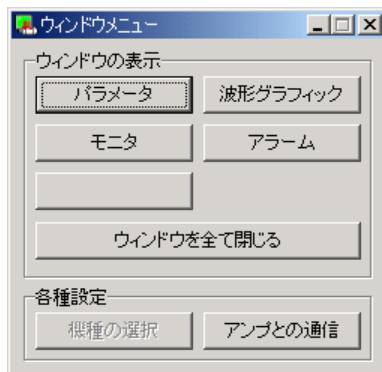 ウィンドウメニュー
ウィンドウの表示
パラメータ 波形グラフィック
モニタ アラーム
ウィンドウを全て閉じる
各種設定
機種の選択 アンプとの通信